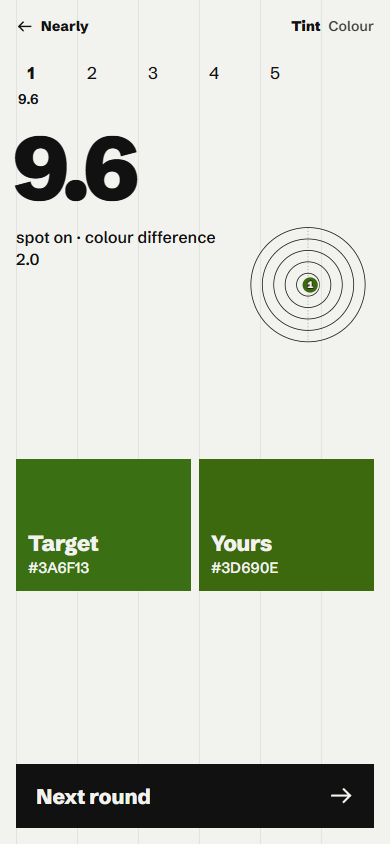 ← Nearly
Tint Colour
1 2 3 4 5
9.6
9.6
spot on · colour difference
2.0
1
Target
#3A6F13
Yours
#3D690E
Next round →